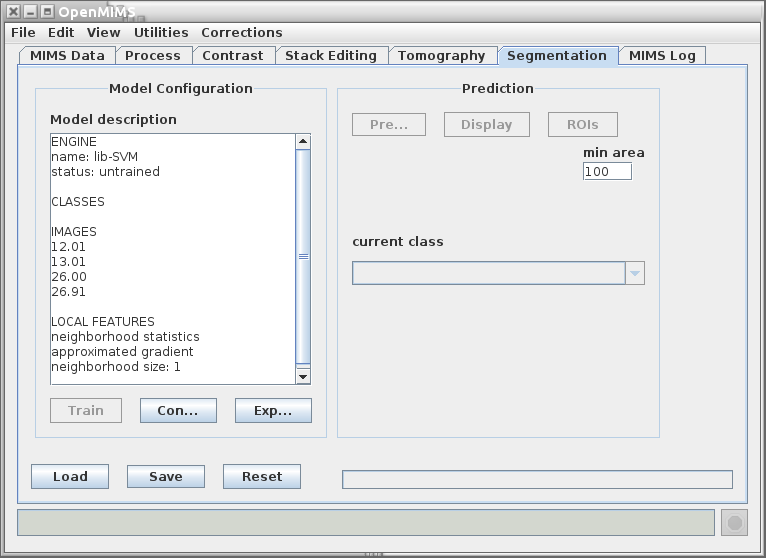 OpenMIMS
File Edit View Utilities Corrections
MIMS Data Process Contrast Stack Editing Tomography Segmentation MIMS Log
Model Configuration
Model description
ENGINE
name: lib-SVM
status: untrained
CLASSES
IMAGES
12.01
13.01
26.00
26.91
LOCAL FEATURES
neighborhood statistics
approximated gradient
neighborhood size: 1
Train Con... Exp...
Prediction
Pre... Display ROIs
min area
100
current class
Load Save Reset